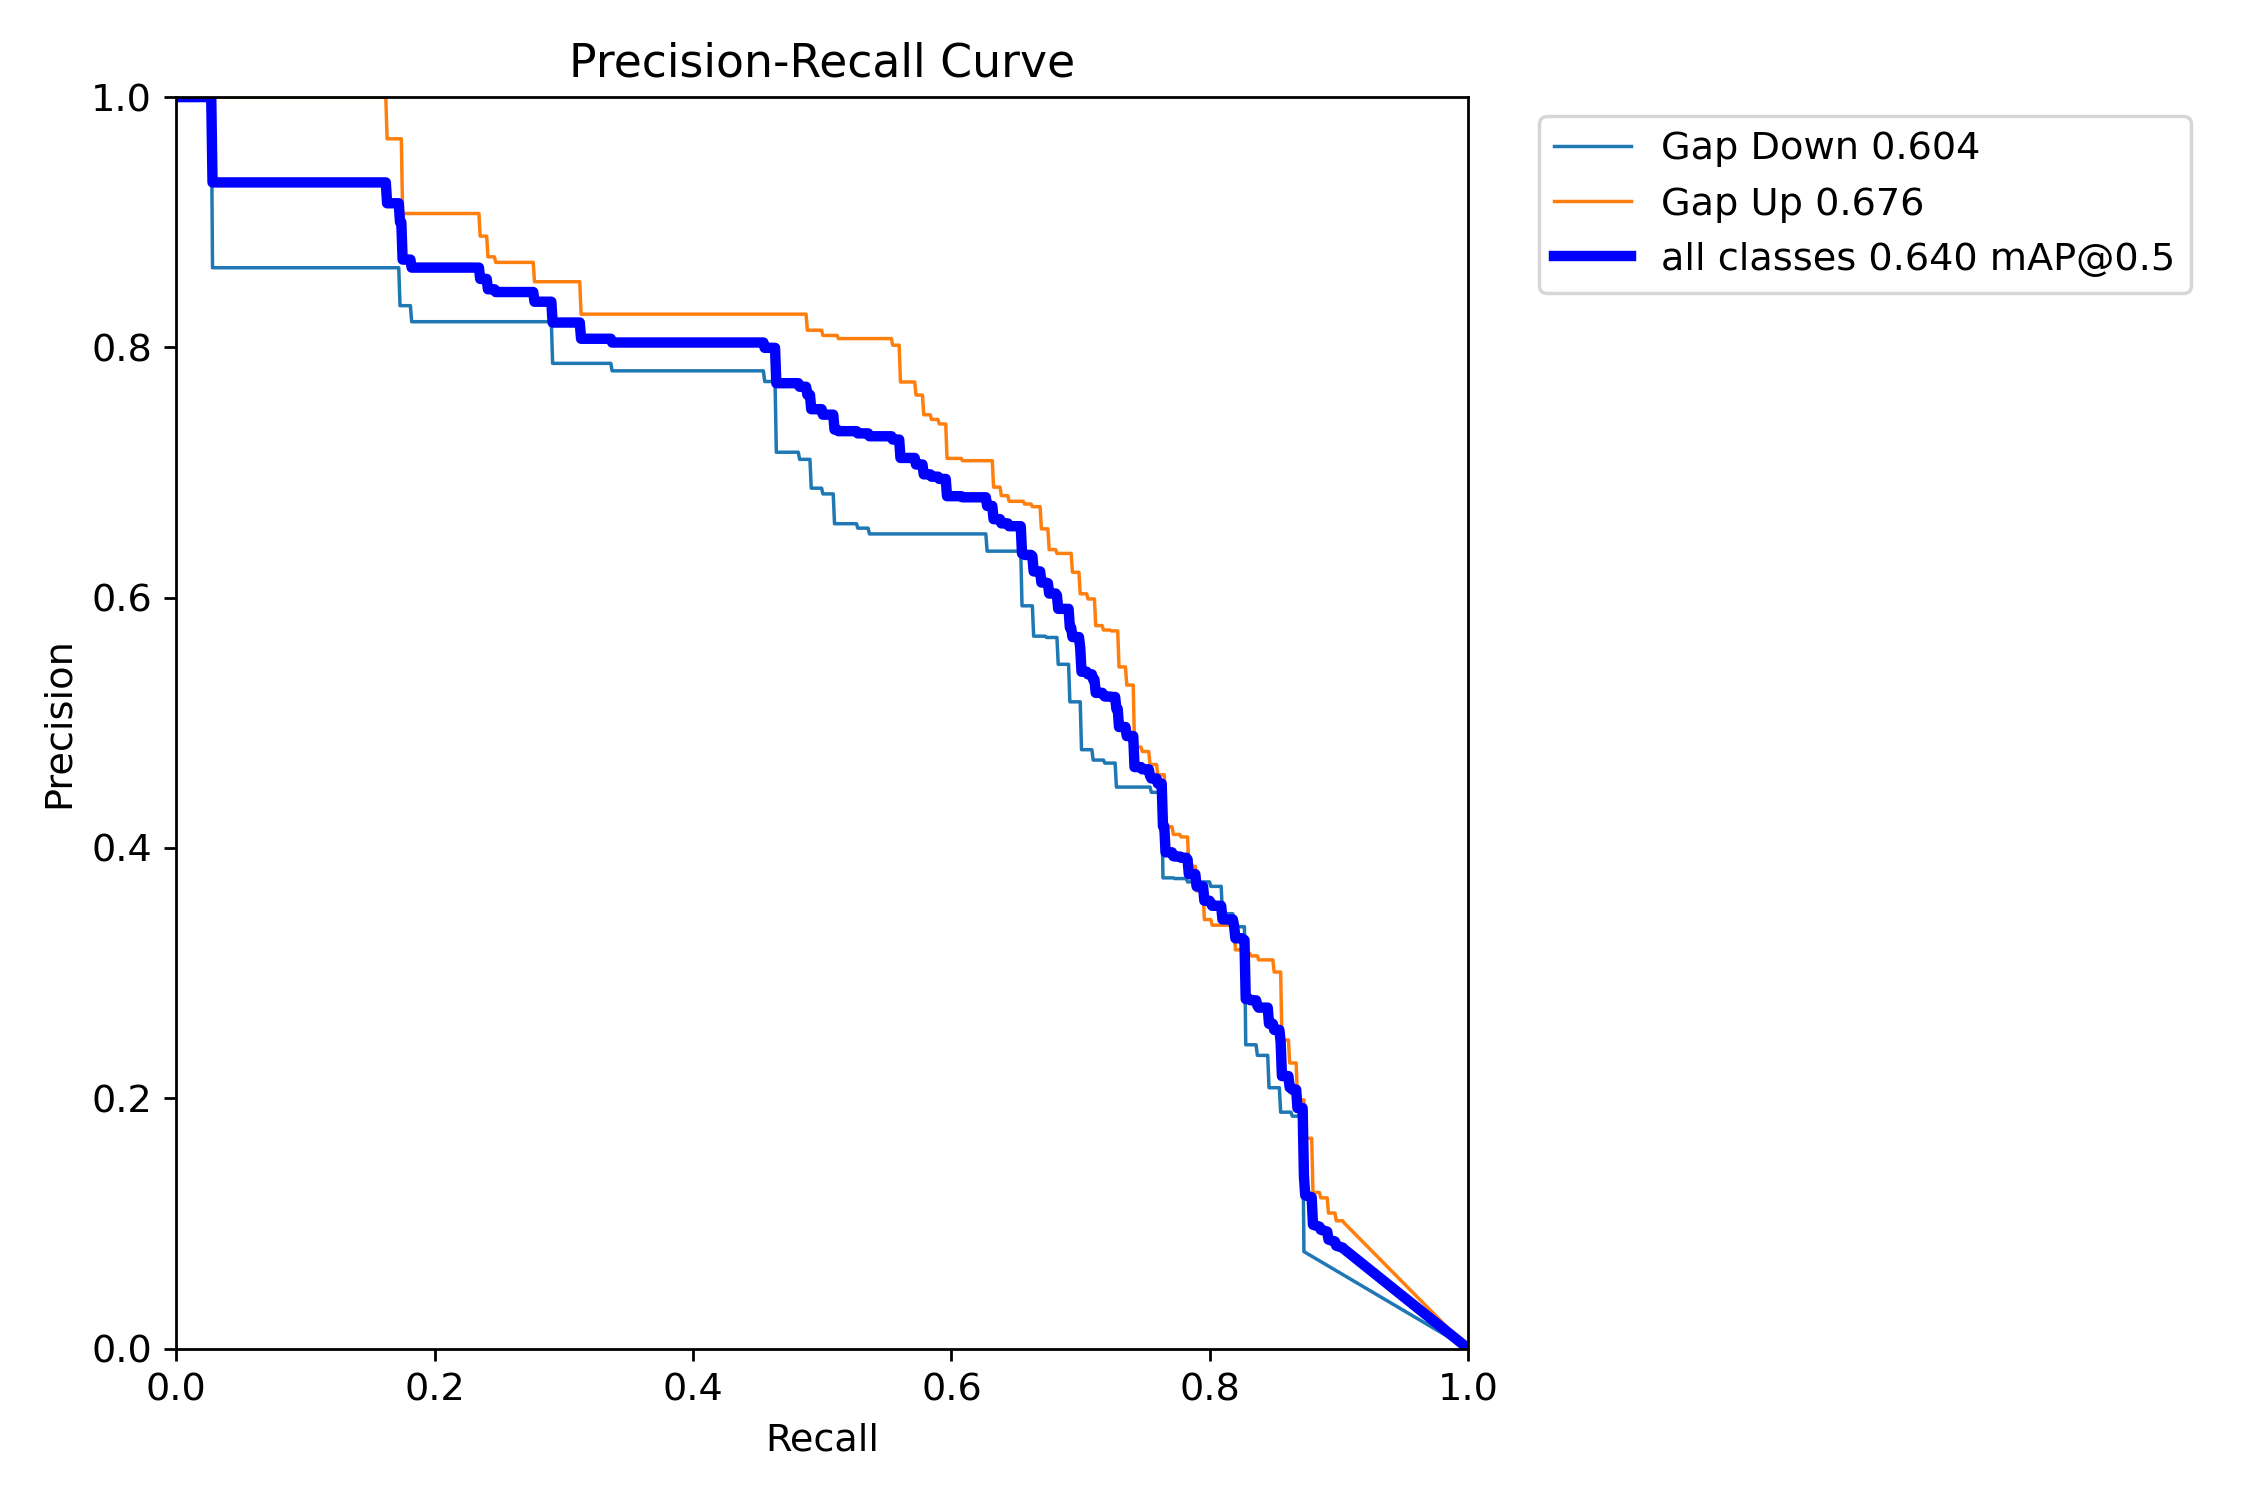 Precision-Recall Curve
1.0
0.8
0.6
0.4
0.2
0.0
Precision
0.0 0.2 0.4 0.6 0.8 1.0
Recall
Gap Down 0.604
Gap Up 0.676
all classes 0.640 mAP@0.5